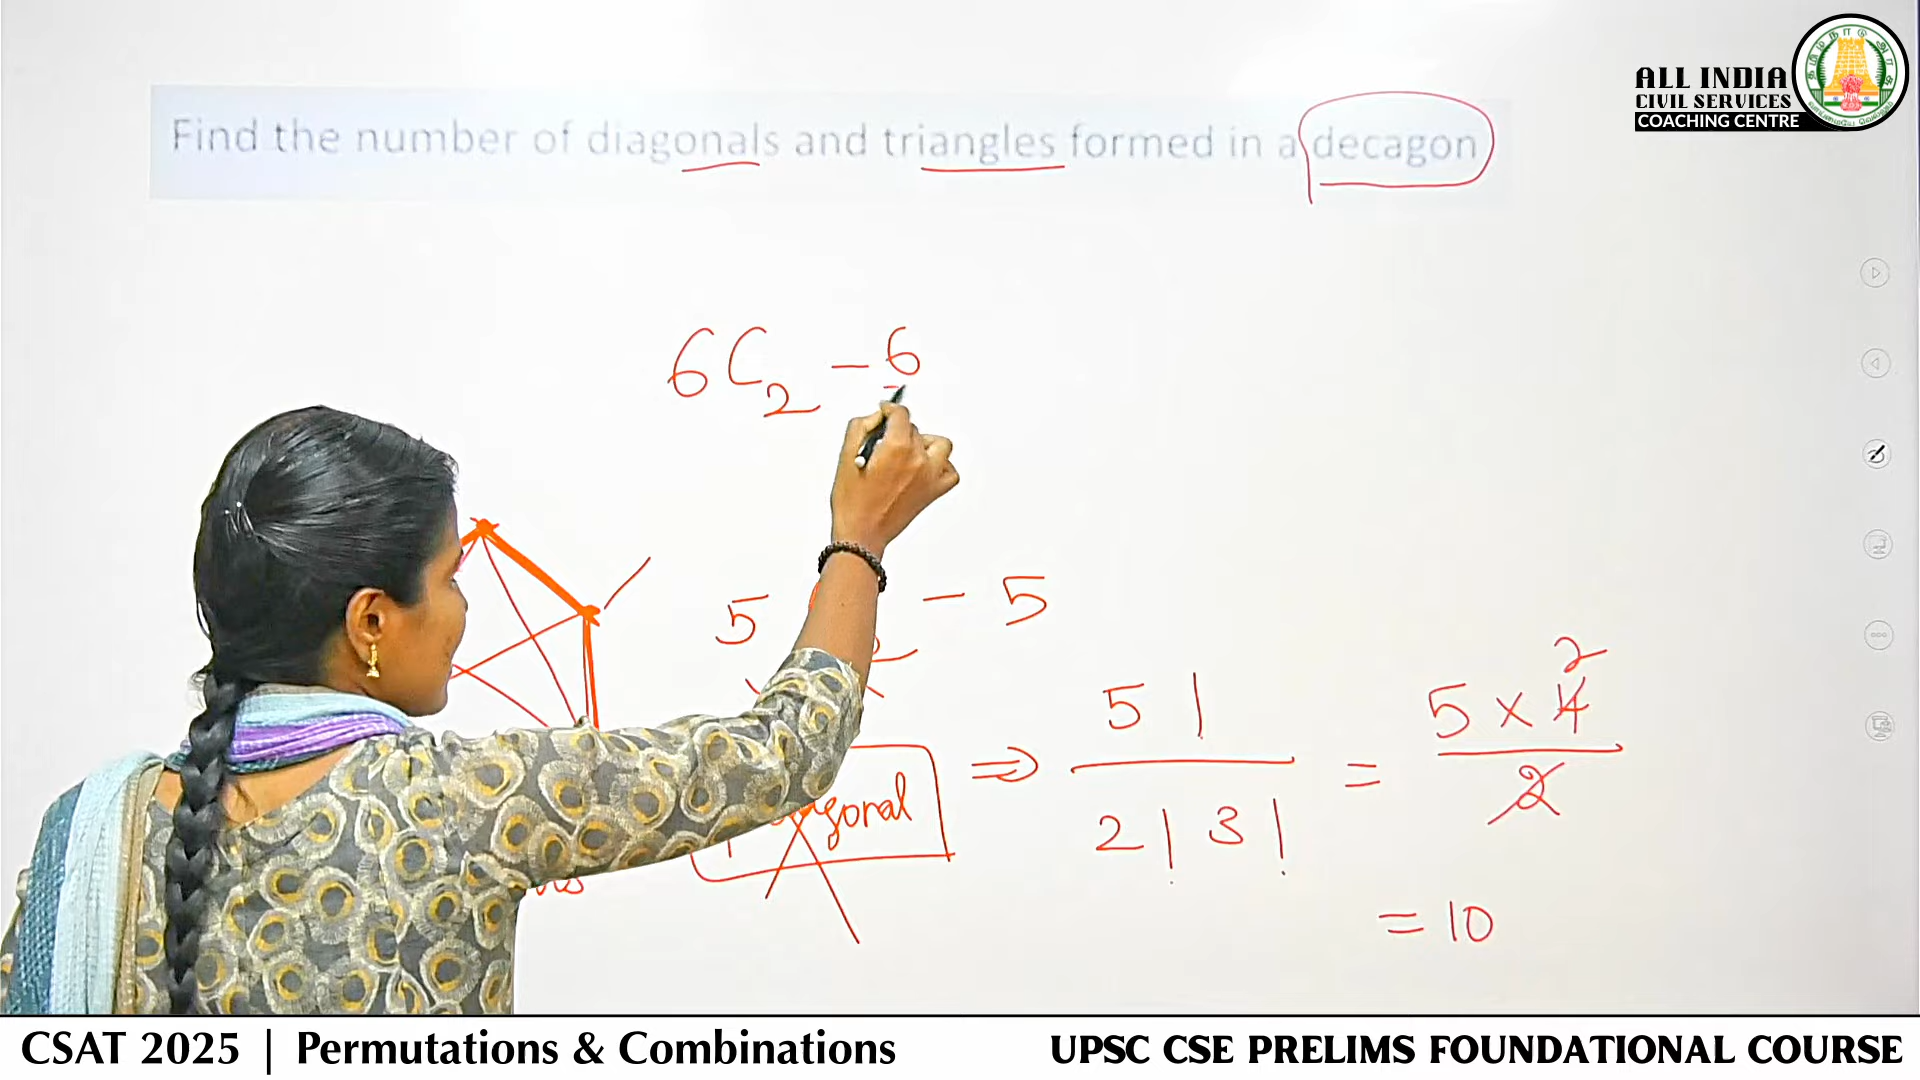 ALL INDIA
CIVIL SERVICES
COACHING CENTRE
Find the number of diagonals and triangles formed in a decagon
6C2 - 6
5 - 5
5! / 2! 3! = 5 × 4 / 2
2
= 10
CSAT 2025 | Permutations & Combinations
UPSC CSE PRELIMS FOUNDATIONAL COURSE